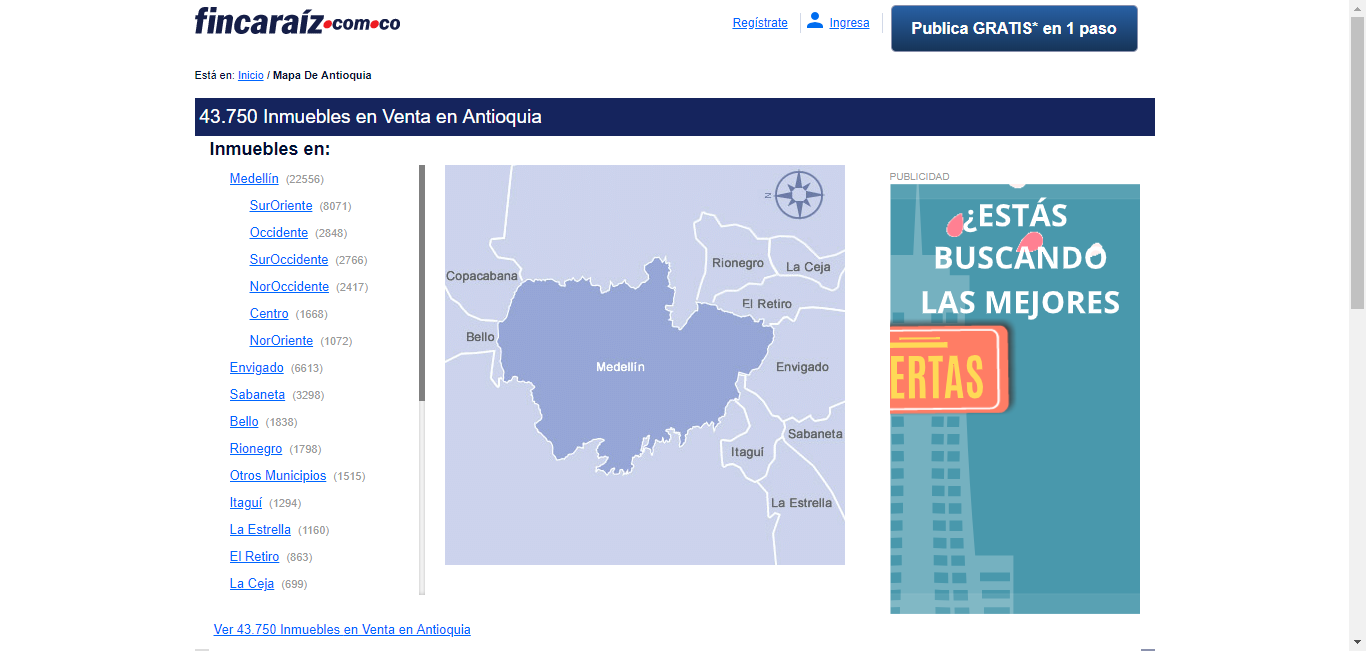 fincaraíz.com.co
Regístrate
Ingresa
Publica GRATIS* en 1 paso
Está en: Inicio / Mapa De Antioquia
43.750 Inmuebles en Venta en Antioquia
Inmuebles en:
Medellín (22556)
SurOriente (8071)
Occidente (2848)
SurOccidente (2766)
NorOccidente (2417)
Centro (1668)
NorOriente (1072)
Envigado (6613)
Sabaneta (3298)
Bello (1838)
Rionegro (1798)
Otros Municipios (1515)
Itaguí (1294)
La Estrella (1160)
El Retiro (863)
La Ceja (699)
Ver 43.750 Inmuebles en Venta en Antioquia
N
Copacabana
Rionegro
La Ceja
El Retiro
Bello
Medellín
Envigado
Sabaneta
Itaguí
La Estrella
PUBLICIDAD
¿ESTÁS
BUSCANDO
LAS MEJORES
ERTAS